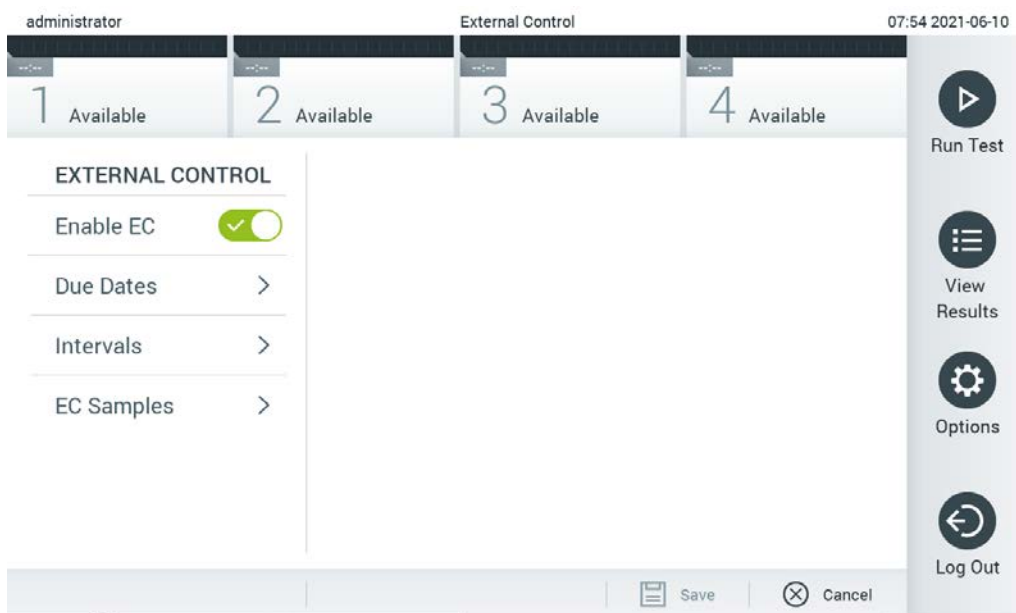 administrator External Control 07:54 2021-06-10
--:-- --:-- --:-- --:--
1 Available 2 Available 3 Available 4 Available
Run Test
EXTERNAL CONTROL
Enable EC
Due Dates
Intervals
EC Samples
View
Results
Options
Log Out
Save Cancel